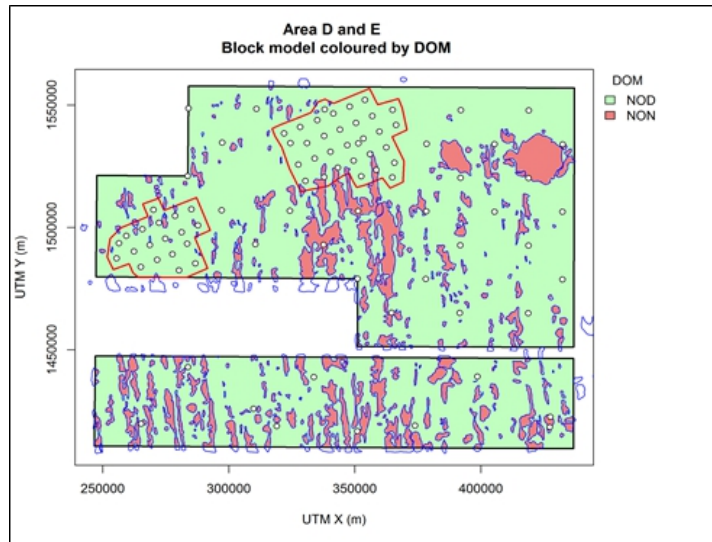 Area D and E
Block model coloured by DOM
DOM
NOD
NON
1550000
1500000
1450000
UTM Y (m)
250000 300000 350000 400000
UTM X (m)